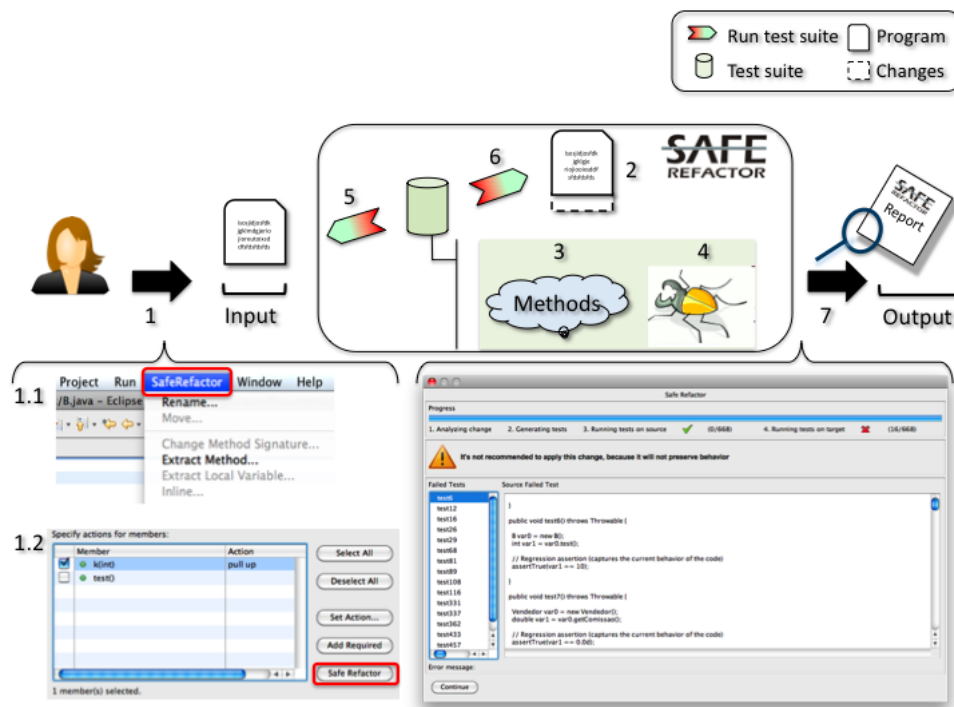 Run test suite
Program
Test suite
Changes
SAFE
REFACTOR
2
6
5
3
4
Methods
SAFE
REFACTOR
Report
1
Input
7
Output
1.1
Project Run SafeRefactor Window Help
/B.java – Eclipse
Rename...
Move...
Change Method Signature...
Extract Method...
Extract Local Variable...
Inline...
1.2
Specify actions for members:
Member Action
k(int) pull up
test()
Select All
Deselect All
Set Action...
Add Required
Safe Refactor
1 member(s) selected.
Safe Refactor
Progress
1. Analyzing change 2. Generating tests 3. Running tests on source (0/668) 4. Running tests on target (16/668)
It's not recommended to apply this change, because it will not preserve behavior
Failed Tests Source Failed Test
test6
test12
test16
test26
test29
test68
test81
test89
test108
test116
test331
test337
test362
test433
test457
}
public void test6() throws Throwable {
B var0 = new B();
int var1 = var0.test();
// Regression assertion (captures the current behavior of the code)
assertTrue(var1 == 10);
}
public void test7() throws Throwable {
Vendedor var0 = new Vendedor();
double var1 = var0.getComissao();
// Regression assertion (captures the current behavior of the code)
assertTrue(var1 == 0.0d);
Error message:
Continue